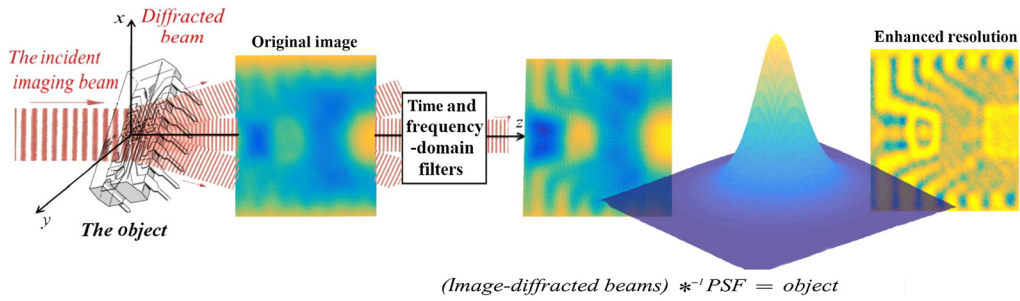 x
Diffracted
beam
The incident
imaging beam
y
The object
Original image
Time and
frequency
-domain
filters
z
Enhanced resolution
(Image-diffracted beams) *⁻¹ PSF = object